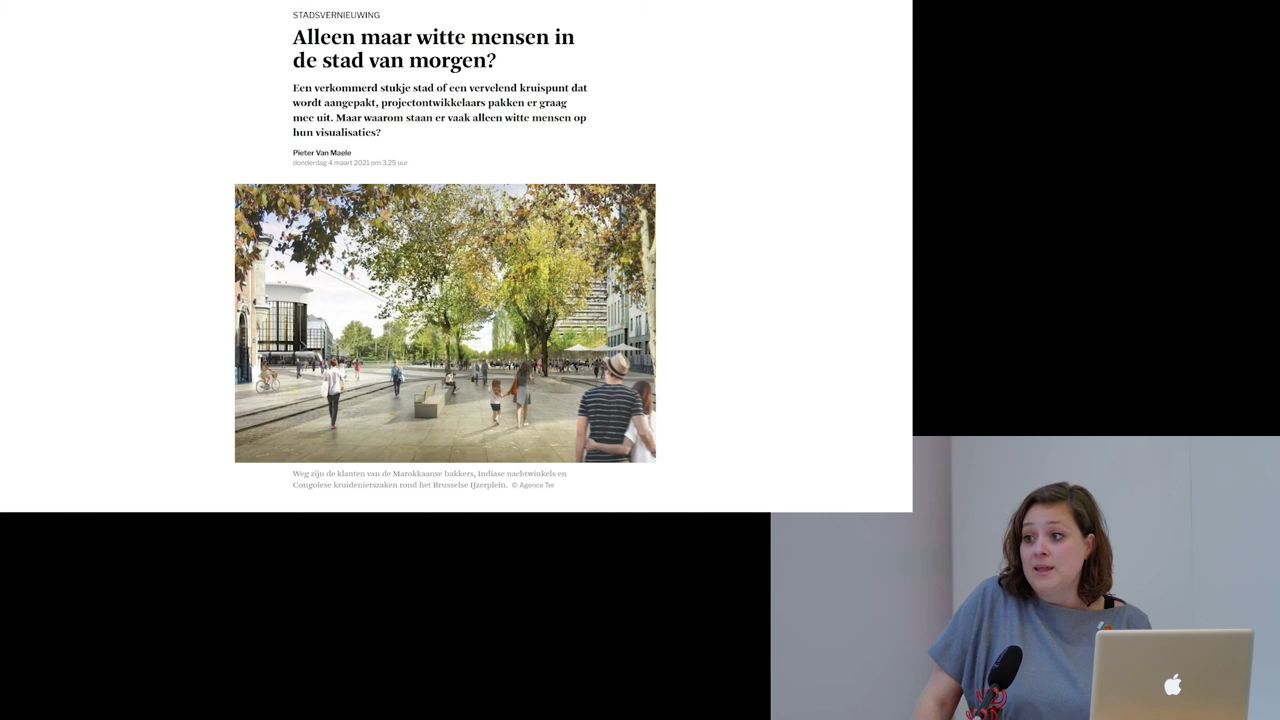 STADSVERNIEUWING
Alleen maar witte mensen in
de stad van morgen?
Een verkommerd stukje stad of een vervelend kruispunt dat
wordt aangepakt, projectontwikkelaars pakken er graag
mee uit. Maar waarom staan er vaak alleen witte mensen op
hun visualisaties?
Pieter Van Maele
donderdag 4 maart 2021 om 3.25 uur
Weg zijn de klanten van de Marokkaanse bakkers, Indiase nachtwinkels en
Congolese kruidenierszaken rond het Brusselse IJzerplein. © Agence Ter